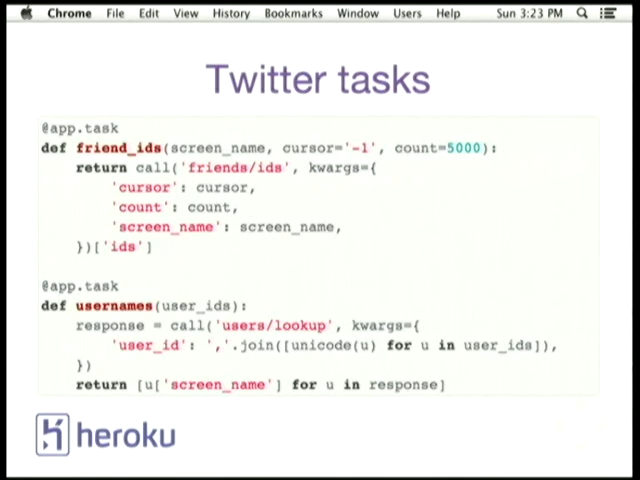 Chrome File Edit View History Bookmarks Window Users Help Sun 3:23 PM
Twitter tasks
@app.task
def friend_ids(screen_name, cursor='-1', count=5000):
    return call('friends/ids', kwargs={
        'cursor': cursor,
        'count': count,
        'screen_name': screen_name,
    })['ids']
@app.task
def usernames(user_ids):
    response = call('users/lookup', kwargs={
        'user_id': ','.join([unicode(u) for u in user_ids]),
    })
    return [u['screen_name'] for u in response]
heroku